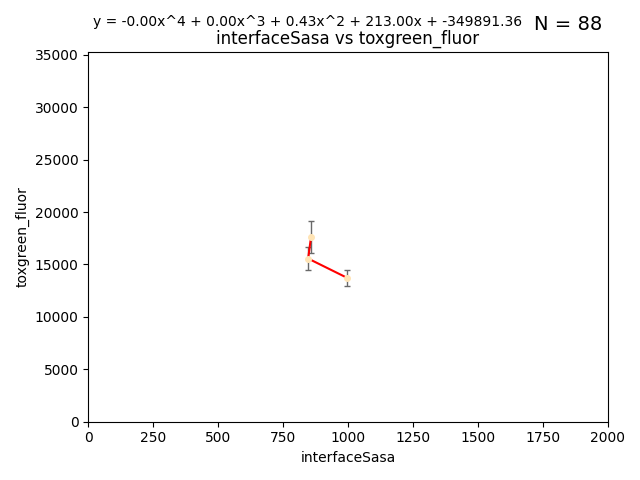 y = -0.00x^4 + 0.00x^3 + 0.43x^2 + 213.00x + -349891.36 N = 88
interfaceSasa vs toxgreen_fluor
35000
30000
25000
20000
15000
10000
5000
0
toxgreen_fluor
0 250 500 750 1000 1250 1500 1750 2000
interfaceSasa